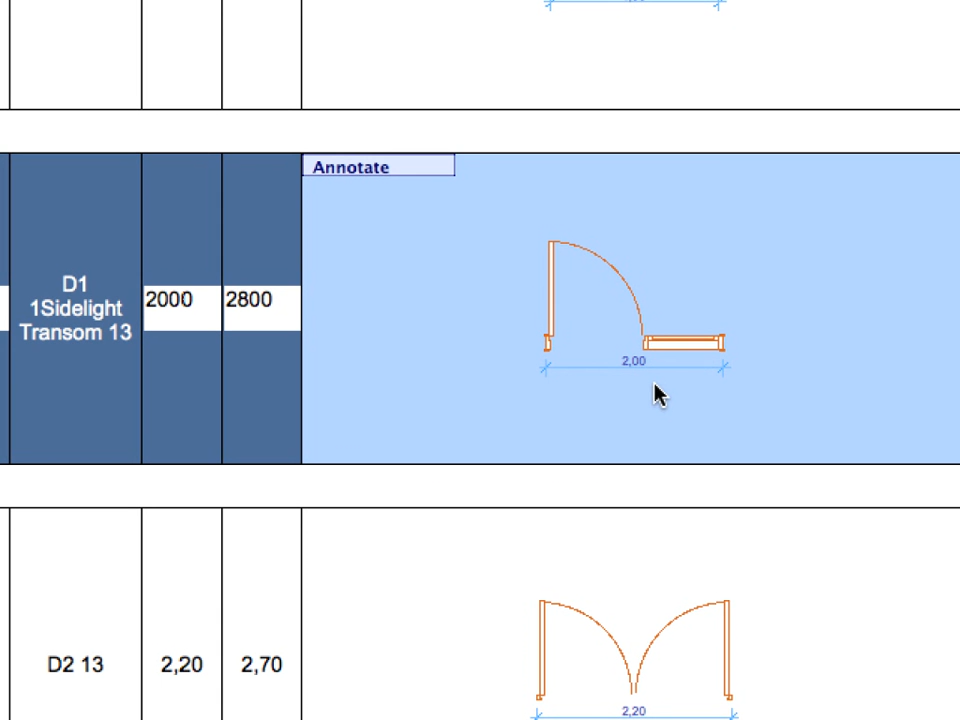 Annotate
D1
1Sidelight
Transom 13
2000
2800
2,00
D2 13
2,20
2,70
2,20